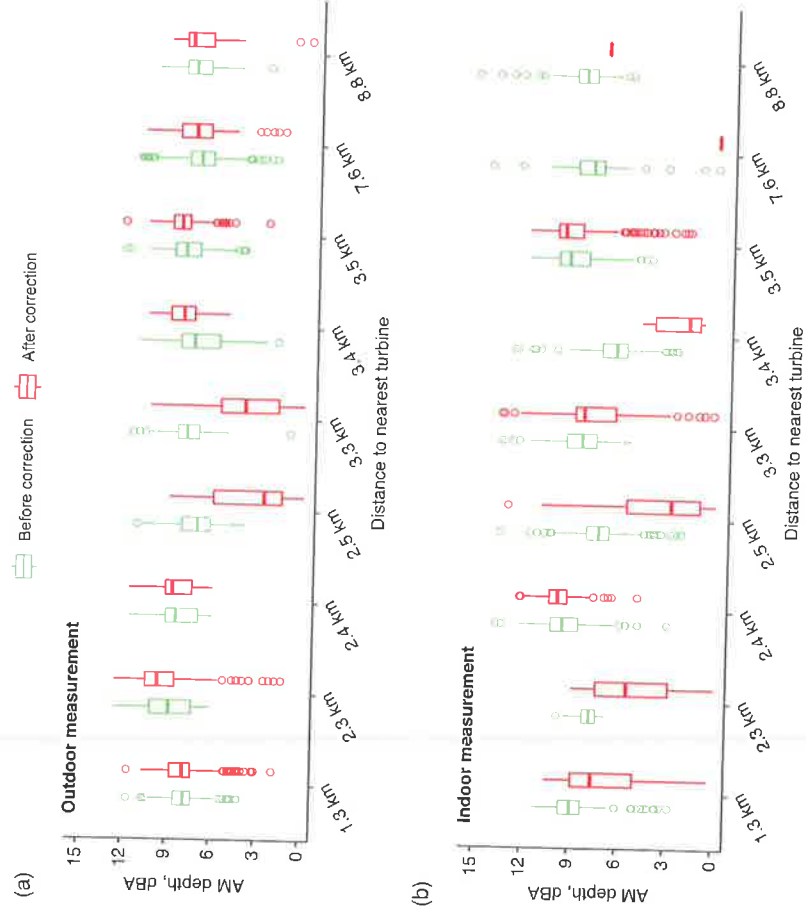 Before correction After correction
(a)
Outdoor measurement
AM depth, dBA
15
12
9
6
3
0
1.3 km 2.3 km 2.4 km 2.5 km 3.3 km 3.4 km 3.5 km 7.6 km 8.8 km
Distance to nearest turbine
(b)
Indoor measurement
AM depth, dBA
15
12
9
6
3
0
1.3 km 2.3 km 2.4 km 2.5 km 3.3 km 3.4 km 3.5 km 7.6 km 8.8 km
Distance to nearest turbine